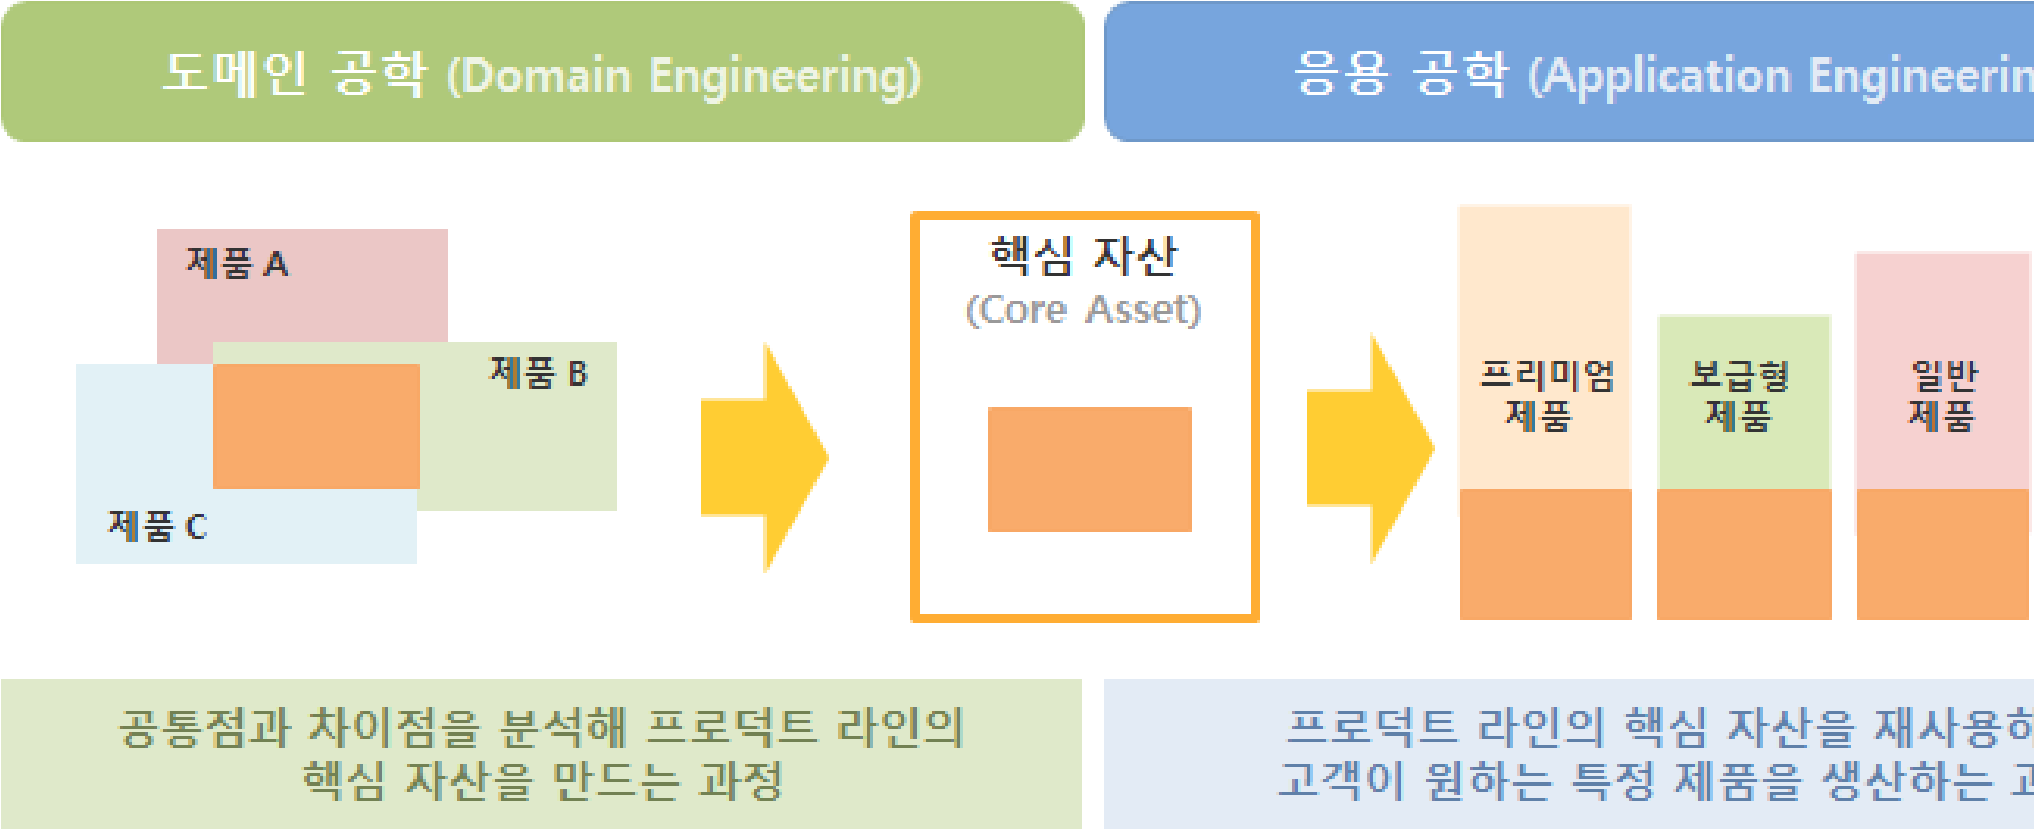 도메인 공학 (Domain Engineering)
응용 공학 (Application Engineerin
제품 A
제품 B
제품 C
핵심 자산
(Core Asset)
프리미엄
제품
보급형
제품
일반
제품
공통점과 차이점을 분석해 프로덕트 라인의
핵심 자산을 만드는 과정
프로덕트 라인의 핵심 자산을 재사용하
고객이 원하는 특정 제품을 생산하는